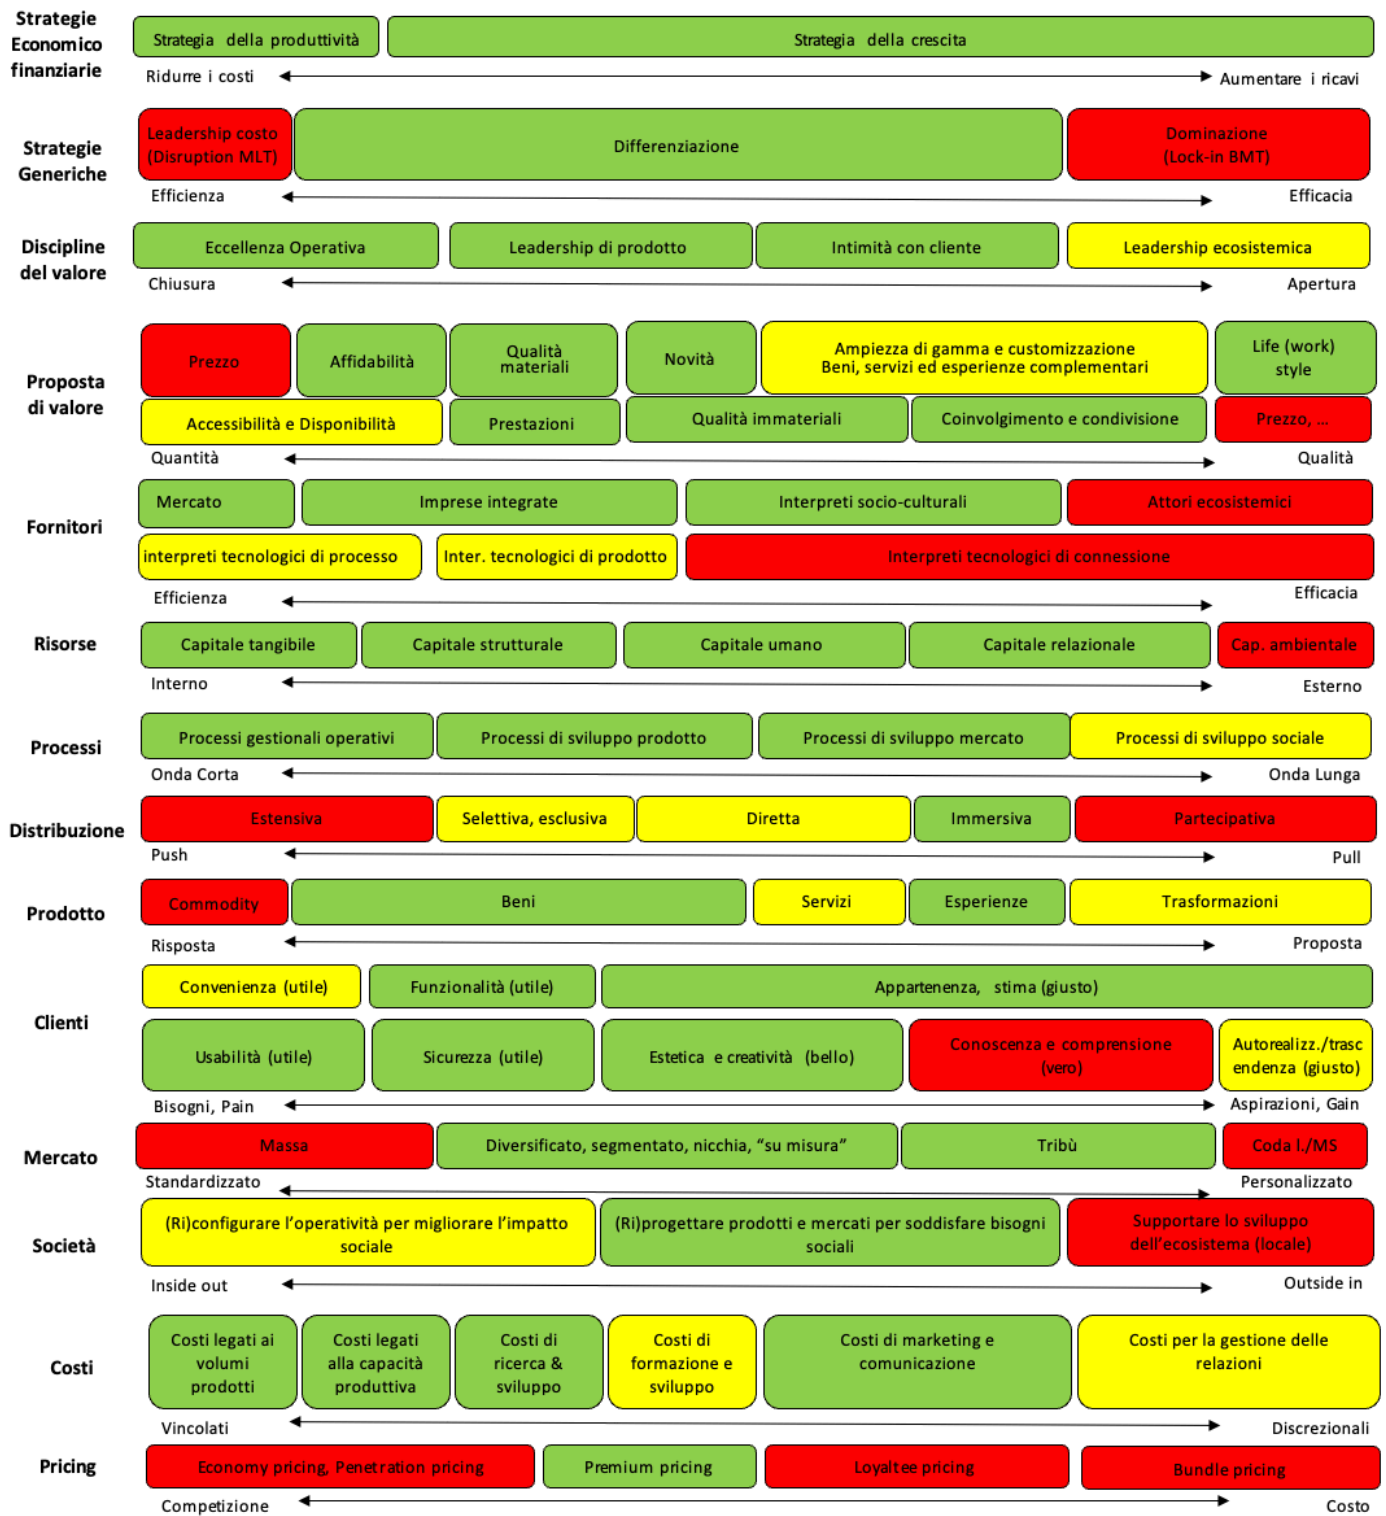 Strategie
Economico
finanziarie
Strategia della produttività
Strategia della crescita
Ridurre i costi
Aumentare i ricavi
Strategie
Generiche
Leadership costo
(Disruption MLT)
Differenziazione
Dominazione
(Lock-in BMT)
Efficienza
Efficacia
Discipline
del valore
Eccellenza Operativa
Leadership di prodotto
Intimità con cliente
Leadership ecosistemica
Chiusura
Apertura
Proposta
di valore
Prezzo
Affidabilità
Qualità
materiali
Novità
Ampiezza di gamma e customizzazione
Beni, servizi ed esperienze complementari
Life (work)
style
Accessibilità e Disponibilità
Prestazioni
Qualità immateriali
Coinvolgimento e condivisione
Prezzo, ...
Quantità
Qualità
Fornitori
Mercato
Imprese integrate
Interpreti socio-culturali
Attori ecosistemici
interpreti tecnologici di processo
Inter. tecnologici di prodotto
Interpreti tecnologici di connessione
Efficienza
Efficacia
Risorse
Capitale tangibile
Capitale strutturale
Capitale umano
Capitale relazionale
Cap. ambientale
Interno
Esterno
Processi
Processi gestionali operativi
Processi di sviluppo prodotto
Processi di sviluppo mercato
Processi di sviluppo sociale
Onda Corta
Onda Lunga
Distribuzione
Estensiva
Selettiva, esclusiva
Diretta
Immersiva
Partecipativa
Push
Pull
Prodotto
Commodity
Beni
Servizi
Esperienze
Trasformazioni
Risposta
Proposta
Clienti
Convenienza (utile)
Funzionalità (utile)
Appartenenza, stima (giusto)
Usabilità (utile)
Sicurezza (utile)
Estetica e creatività (bello)
Conoscenza e comprensione
(vero)
Autorealizz./trasc
endenza (giusto)
Bisogni, Pain
Aspirazioni, Gain
Mercato
Massa
Diversificato, segmentato, nicchia, “su misura”
Tribù
Coda l./MS
Standardizzato
Personalizzato
Società
(Ri)configurare l’operatività per migliorare l’impatto
sociale
(Ri)progettare prodotti e mercati per soddisfare bisogni
sociali
Supportare lo sviluppo
dell’ecosistema (locale)
Inside out
Outside in
Costi
Costi legati ai
volumi
prodotti
Costi legati
alla capacità
produttiva
Costi di
ricerca &
sviluppo
Costi di
formazione e
sviluppo
Costi di marketing e
comunicazione
Costi per la gestione delle
relazioni
Vincolati
Discrezionali
Pricing
Economy pricing, Penetration pricing
Premium pricing
Loyaltee pricing
Bundle pricing
Competizione
Costo